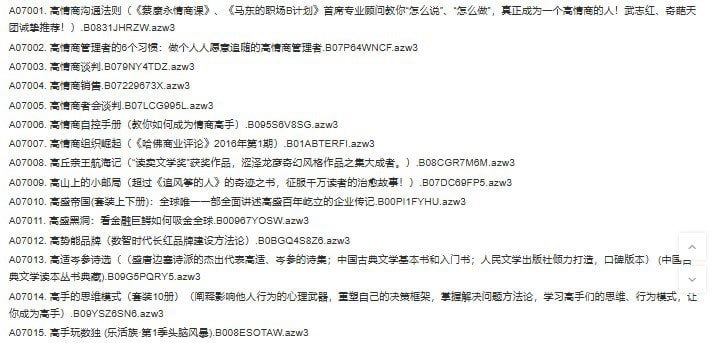 A07001. 高情商沟通法则（《蔡康永情商课》、《马东的职场B计划》首席专业顾问教你“怎么说”、“怎么做”，真正成为一个高情商的人！武志红、奇葩天
团诚挚推荐！）.B0831JHRZW.azw3
A07002. 高情商管理者的6个习惯：做个人人愿意追随的高情商管理者.B07P64WNCF.azw3
A07003. 高情商谈判.B079NY4TDZ.azw3
A07004. 高情商销售.B07229673X.azw3
A07005. 高情商者会谈判.B07LCG995L.azw3
A07006. 高情商自控手册（教你如何成为情商高手）.B095S6V8SG.azw3
A07007. 高情商组织崛起（《哈佛商业评论》2016年第1期）.B01ABTERFI.azw3
A07008. 高丘亲王航海记（“读卖文学奖”获奖作品，涩泽龙彦奇幻风格作品之集大成者。）.B08CGR7M6M.azw3
A07009. 高山上的小邮局（超过《追风筝的人》的奇迹之书，征服千万读者的治愈故事！）.B07DC69FP5.azw3
A07010. 高盛帝国(套装上下册)：全球唯一一部全面讲述高盛百年屹立的企业传记.B00PI1FYHU.azw3
A07011. 高盛黑洞：看金融巨鳄如何吸金全球.B00967YOSW.azw3
A07012. 高势能品牌（数智时代长红品牌建设方法论）.B0BGQ4S8Z6.azw3
A07013. 高适岑参诗选（（盛唐边塞诗派的杰出代表高适、岑参的诗集；中国古典文学基本书和入门书；人民文学出版社倾力打造，口碑版本） (中国古
典文学读本丛书典藏).B09G5PQRY5.azw3
A07014. 高手的思维模式（套装10册）（阐释影响他人行为的心理武器，重塑自己的决策框架，掌握解决问题方法论，学习高手们的思维、行为模式，让
你成为高手）.B09YSZ6SN6.azw3
A07015. 高手玩数独 (乐活族·第1季头脑风暴).B008ESOTAW.azw3